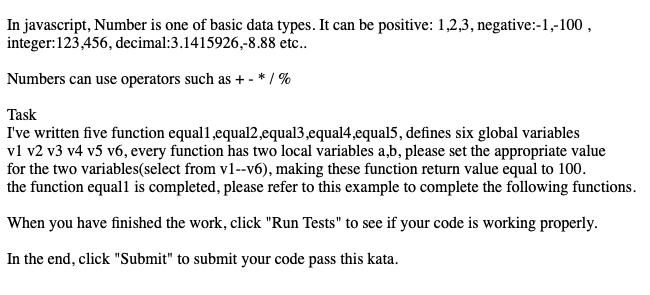 In javascript, Number is one of basic data types. It can be positive: 1,2,3, negative:-1,-100 ,
integer:123,456, decimal:3.1415926,-8.88 etc..
Numbers can use operators such as + - * / %
Task
I've written five function equal1,equal2,equal3,equal4,equal5, defines six global variables
v1 v2 v3 v4 v5 v6, every function has two local variables a,b, please set the appropriate value
for the two variables(select from v1--v6), making these function return value equal to 100.
the function equal1 is completed, please refer to this example to complete the following functions.
When you have finished the work, click "Run Tests" to see if your code is working properly.
In the end, click "Submit" to submit your code pass this kata.